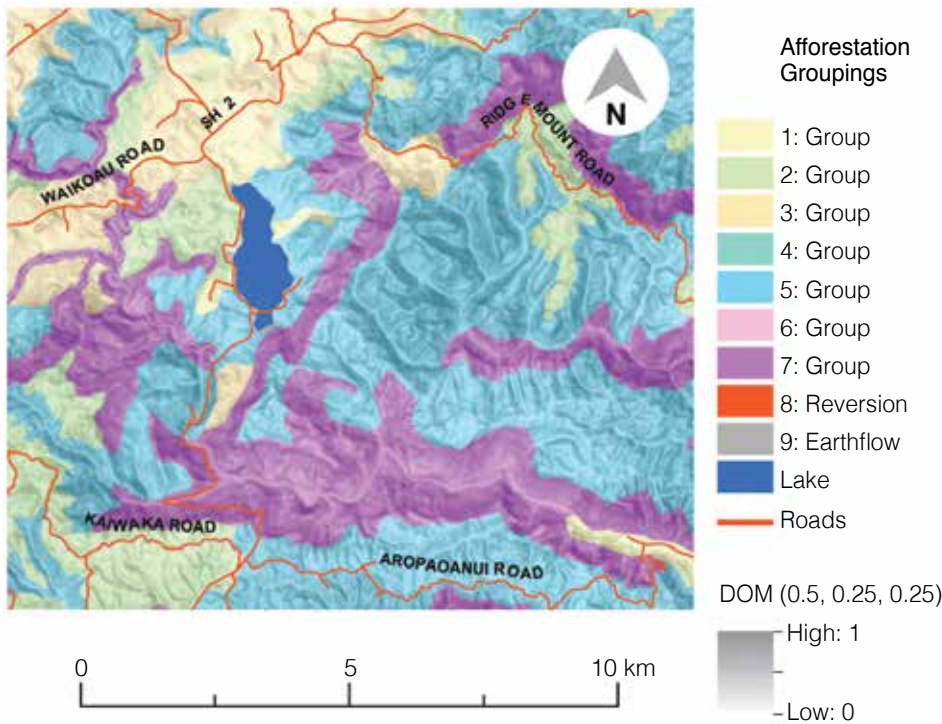 WAIKOAU ROAD
SH 2
RIDG E MOUNT ROAD
N
KAIWAKA ROAD
AROPAOANUI ROAD
0
5
10 km
Afforestation
Groupings
1: Group
2: Group
3: Group
4: Group
5: Group
6: Group
7: Group
8: Reversion
9: Earthflow
Lake
Roads
DOM (0.5, 0.25, 0.25)
High: 1
Low: 0